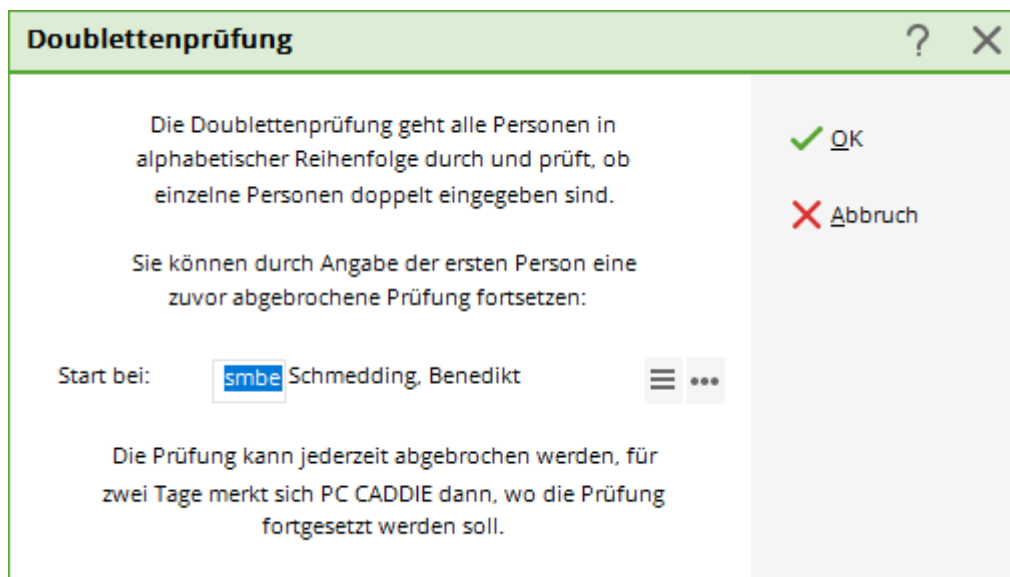 Doublettenprüfung
Die Doublettenprüfung geht alle Personen in
alphabetischer Reihenfolge durch und prüft, ob
einzelne Personen doppelt eingegeben sind.
OK
Abbruch
Sie können durch Angabe der ersten Person eine
zuvor abgebrochene Prüfung fortsetzen:
Start bei: smbe Schmedding, Benedikt
Die Prüfung kann jederzeit abgebrochen werden, für
zwei Tage merkt sich PC CADDIE dann, wo die Prüfung
fortgesetzt werden soll.